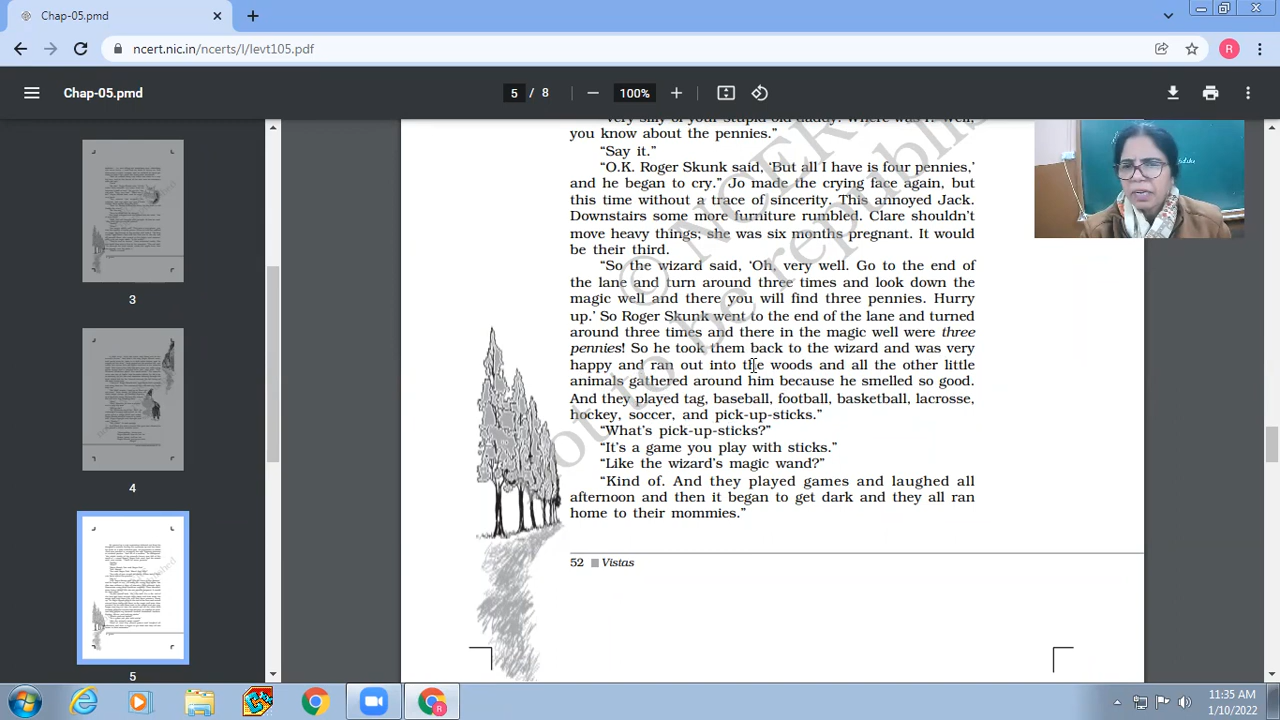 Chap-05.pmd
ncert.nic.in/ncerts/l/levt105.pdf
R
Chap-05.pmd
5 / 8
100%
"Very silly of your stupid old daddy. Where was I? Well,
you know about the pennies."
"Say it."
"O.K. Roger Skunk said, 'But all I have is four pennies,'
and he began to cry." Jo made the crying face again, but
this time without a trace of sincerity. This annoyed Jack.
Downstairs some more furniture rumbled. Clare shouldn't
move heavy things; she was six months pregnant. It would
be their third.
"So the wizard said, 'Oh, very well. Go to the end of
the lane and turn around three times and look down the
magic well and there you will find three pennies. Hurry
up.' So Roger Skunk went to the end of the lane and turned
around three times and there in the magic well were three
pennies! So he took them back to the wizard and was very
happy and ran out into the woods and all the other little
animals gathered around him because he smelled so good.
And they played tag, baseball, football, basketball, lacrosse,
hockey, soccer, and pick-up-sticks."
"What's pick-up-sticks?"
"It's a game you play with sticks."
"Like the wizard's magic wand?"
"Kind of. And they played games and laughed all
afternoon and then it began to get dark and they all ran
home to their mommies."
52 Vistas
© NCERT
not to be republis
3
4
5
11:35 AM
1/10/2022